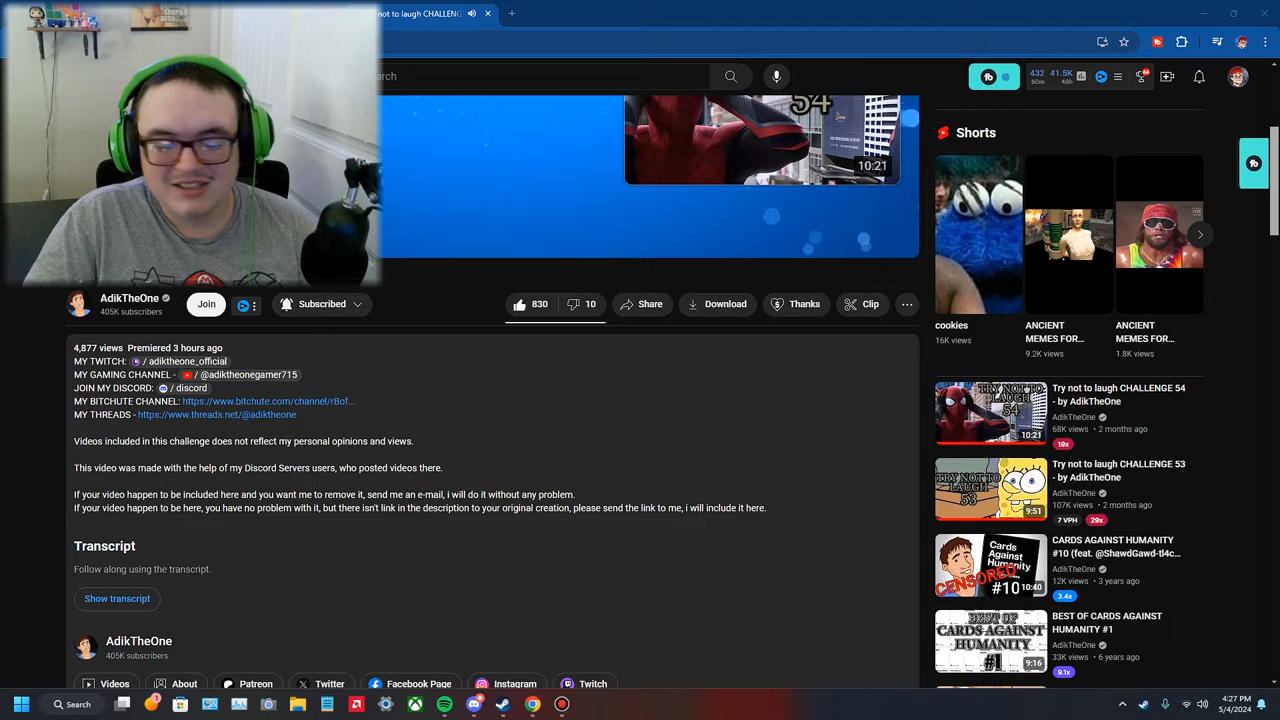 not to laugh CHALLENG
arch
432
60m
41.5K
48h
54
10:21
Shorts
cookies
16K views
ANCIENT
MEMES FOR...
9.2K views
ANCIENT
MEMES FOR...
1.8K views
AdikTheOne
405K subscribers
Join
Subscribed
830
10
Share
Download
Thanks
Clip
4,877 views Premiered 3 hours ago
MY TWITCH: / adiktheone_official
MY GAMING CHANNEL - / @adiktheonegamer715
JOIN MY DISCORD: / discord
MY BITCHUTE CHANNEL: https://www.bitchute.com/channel/rBof...
MY THREADS - https://www.threads.net/@adiktheone
Videos included in this challenge does not reflect my personal opinions and views.
This video was made with the help of my Discord Servers users, who posted videos there.
If your video happen to be included here and you want me to remove it, send me an e-mail, i will do it without any problem.
If your video happen to be here, you have no problem with it, but there isn't link in the description to your original creation, please send the link to me, i will include it here.
Transcript
Follow along using the transcript.
Show transcript
AdikTheOne
405K subscribers
Videos
About
Patreon
Twitter
Facebook Page
Instagram
Twitch
TRY NOT TO
LAUGH
54
10:21
Try not to laugh CHALLENGE 54
- by AdikTheOne
AdikTheOne
68K views • 2 months ago
19x
TRY NOT TO
LAUGH
53
9:51
Try not to laugh CHALLENGE 53
- by AdikTheOne
AdikTheOne
107K views • 2 months ago
7 VPH
29x
Cards
Against
Humanity
CENSORED
#10
10:40
CARDS AGAINST HUMANITY
#10 (feat. @ShawdGawd-tl4c...
AdikTheOne
12K views • 3 years ago
3.4x
BEST OF
CARDS AGAINST
HUMANITY
#1
9:16
BEST OF CARDS AGAINST
HUMANITY #1
AdikTheOne
33K views • 6 years ago
9.1x
Search
4:27 PM
5/4/2024